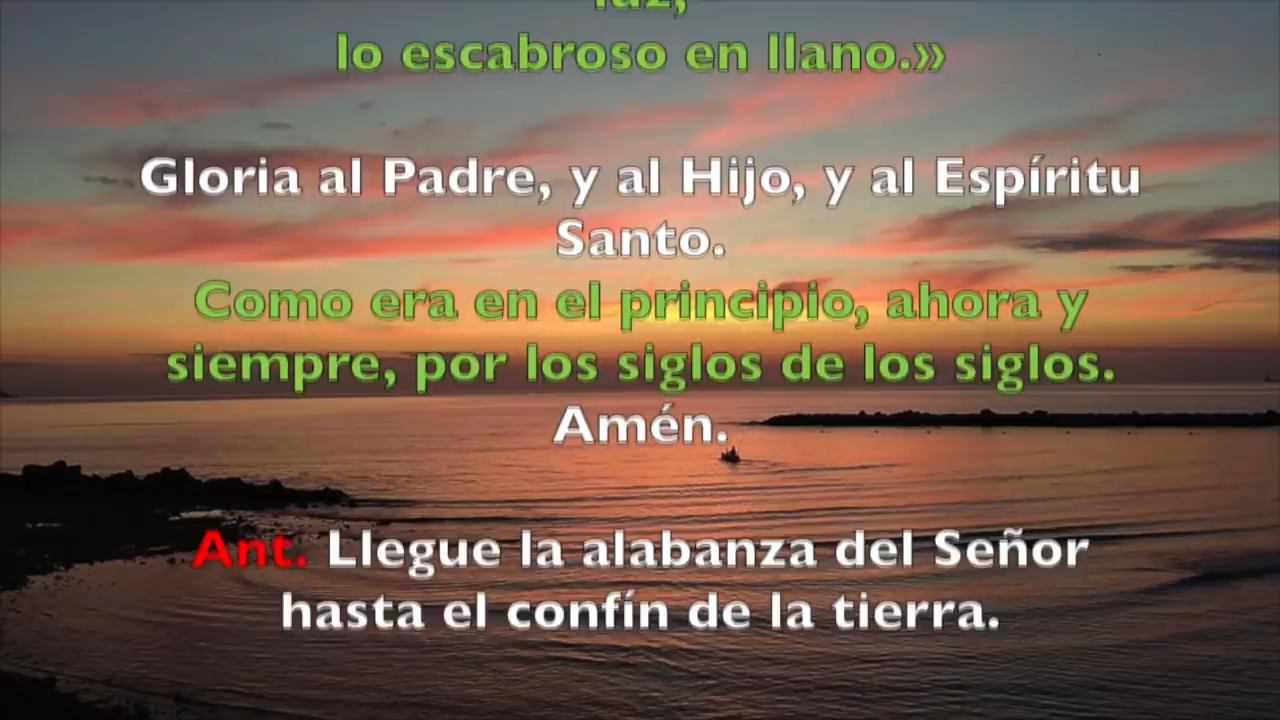 luz,
lo escabroso en llano.»
Gloria al Padre, y al Hijo, y al Espíritu
Santo.
Como era en el principio, ahora y
siempre, por los siglos de los siglos.
Amén.
Ant. Llegue la alabanza del Señor
hasta el confín de la tierra.